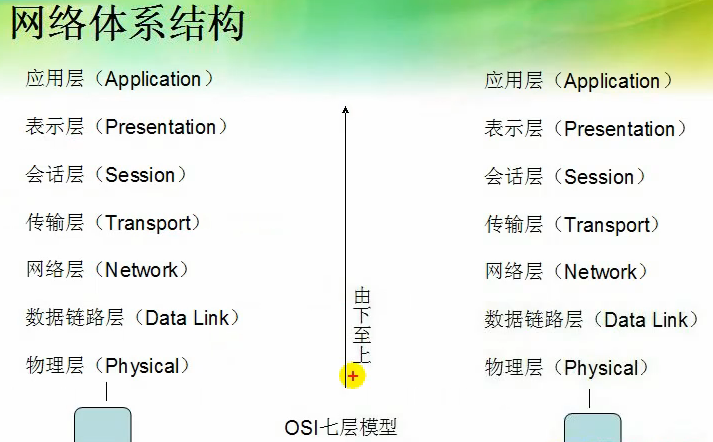 网络体系结构
应用层（Application）
表示层（Presentation）
会话层（Session）
传输层（Transport）
网络层（Network）
数据链路层（Data Link）
物理层（Physical）
由下至上
OSI七层模型
应用层（Application）
表示层（Presentation）
会话层（Session）
传输层（Transport）
网络层（Network）
数据链路层（Data Link）
物理层（Physical）